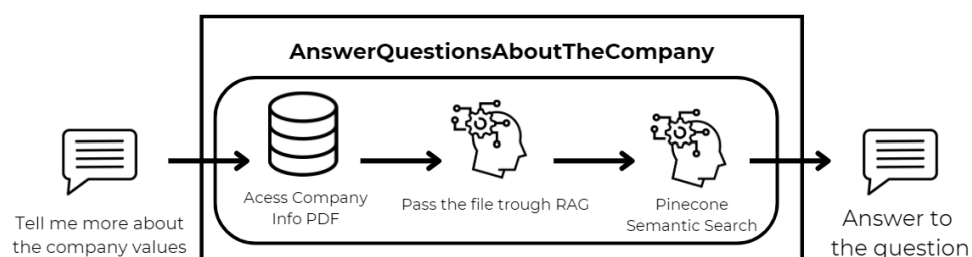 AnswerQuestionsAboutTheCompany
Tell me more about
the company values
Acess Company
Info PDF
Pass the file trough RAG
Pinecone
Semantic Search
Answer to
the question